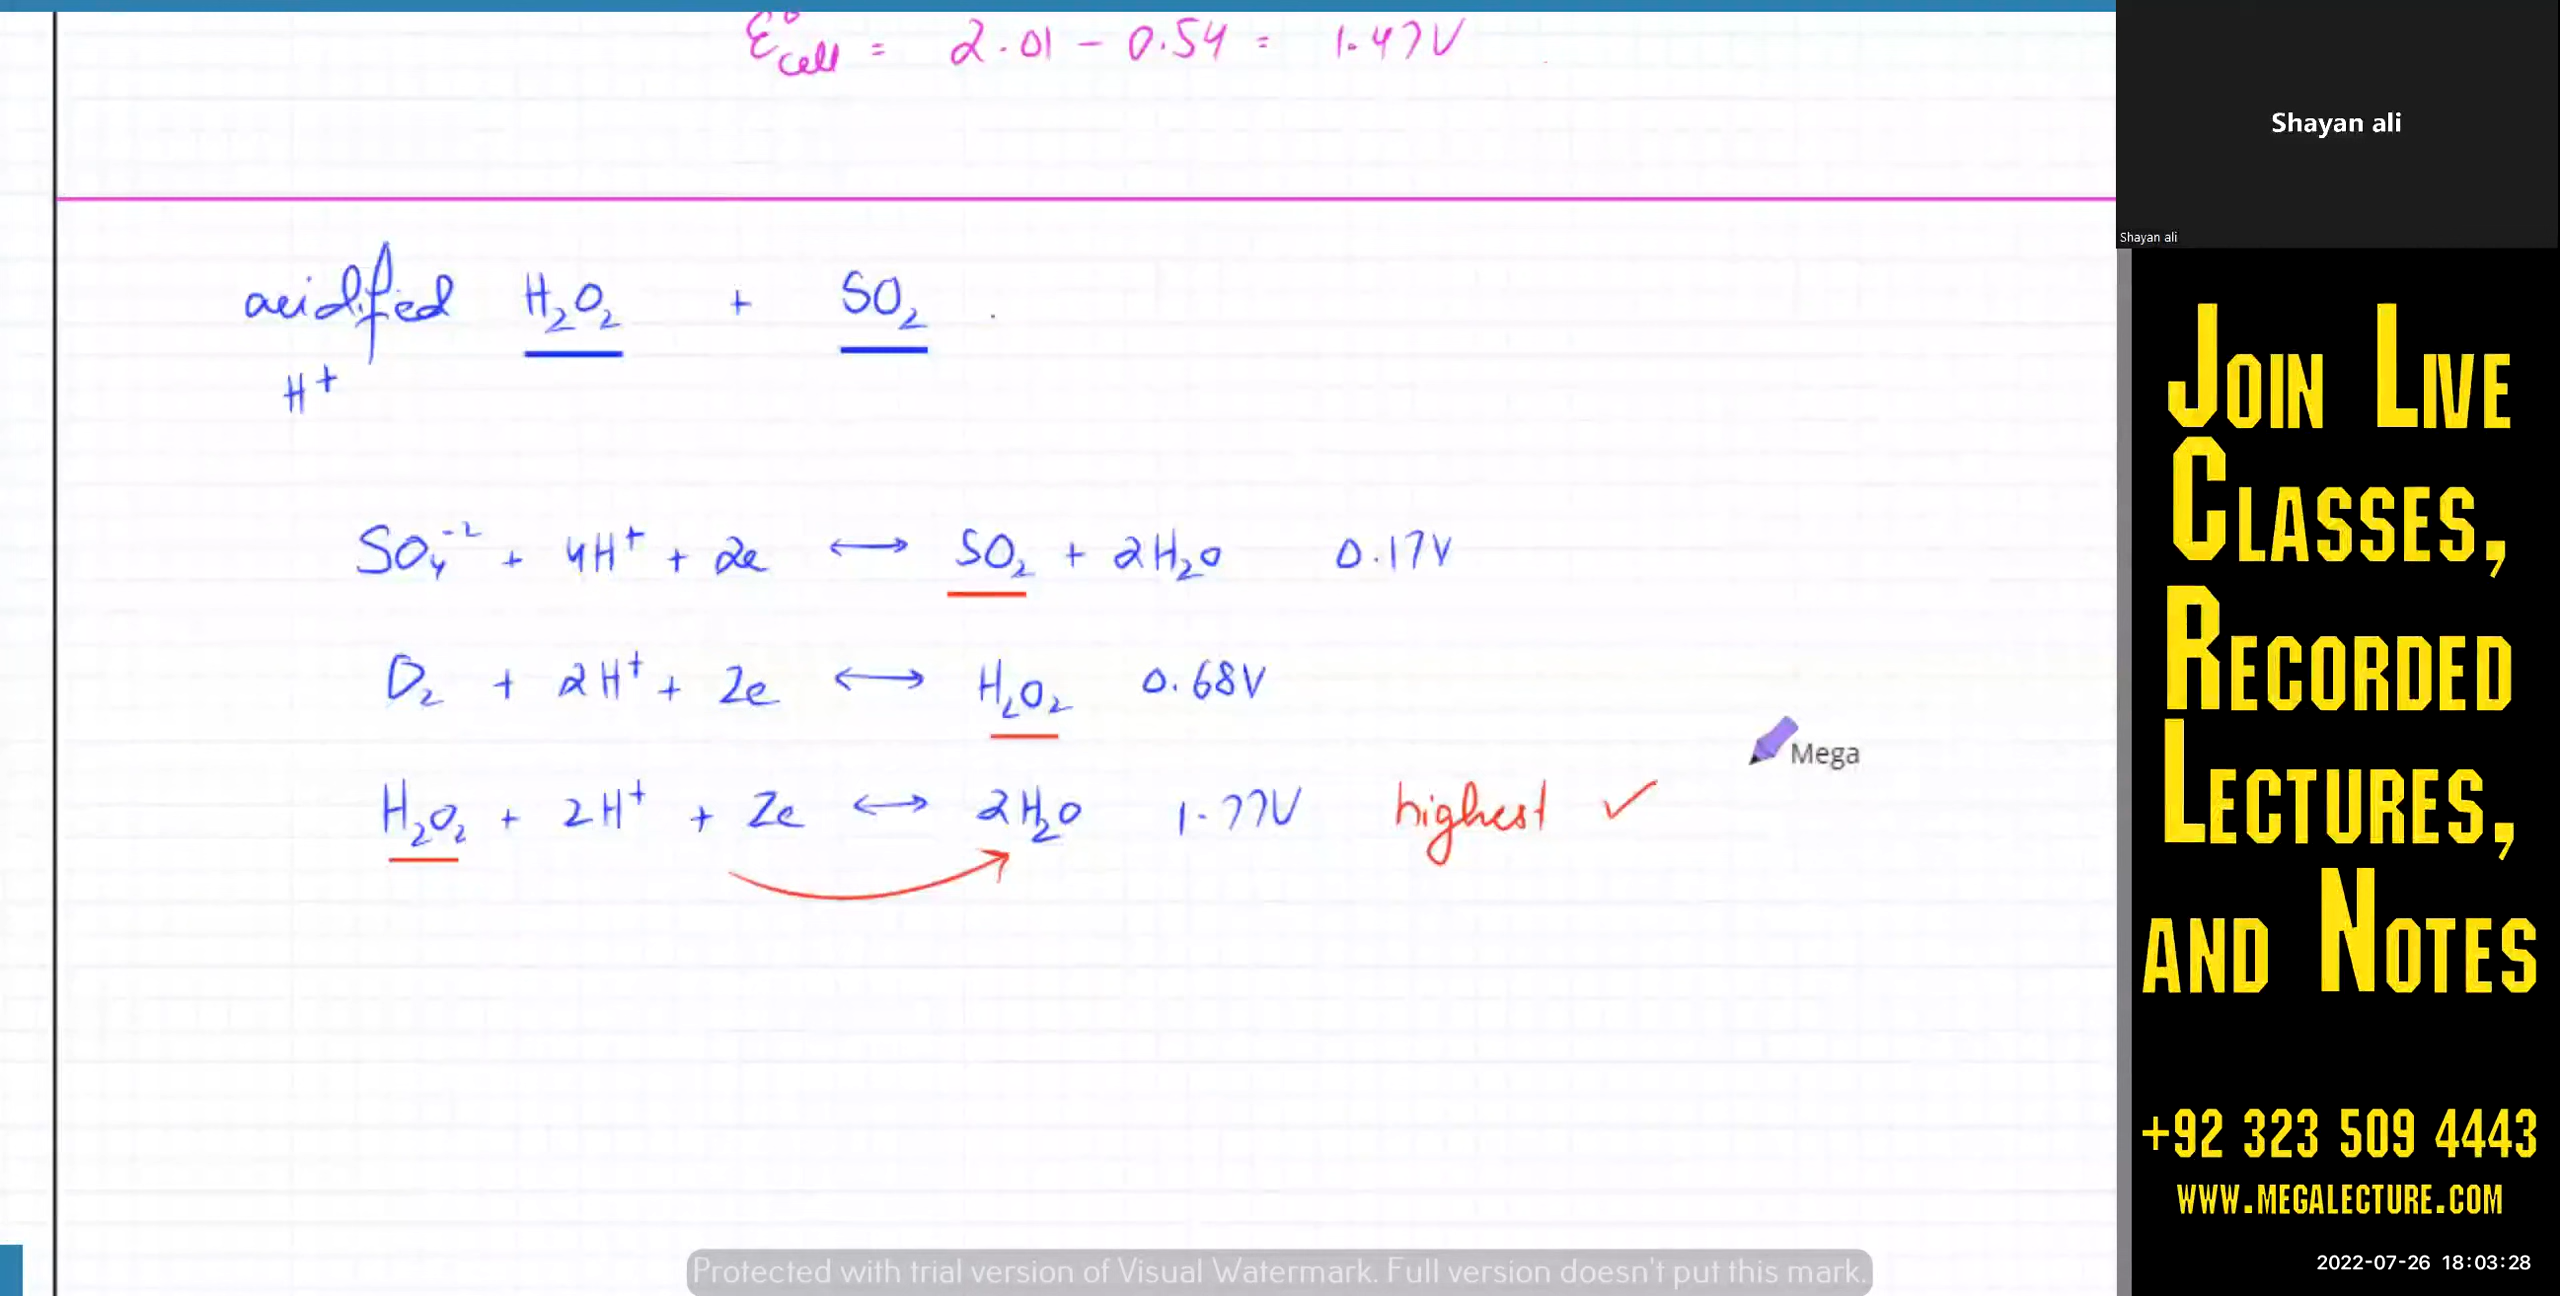 Ɛ°cell = 2.01 - 0.54 = 1.47V
acidified H₂O₂ + SO₂ .
H⁺
SO₄⁻² + 4H⁺ + 2e ⟷ SO₂ + 2H₂O 0.17V
O₂ + 2H⁺ + 2e ⟷ H₂O₂ 0.68V
H₂O₂ + 2H⁺ + 2e ⟷ 2H₂O 1.77V highest ✓
Mega
Shayan ali
Shayan ali
JOIN LIVE
CLASSES,
RECORDED
LECTURES,
AND NOTES
+92 323 509 4443
WWW.MEGALECTURE.COM
2022-07-26 18:03:28
Protected with trial version of Visual Watermark. Full version doesn't put this mark.